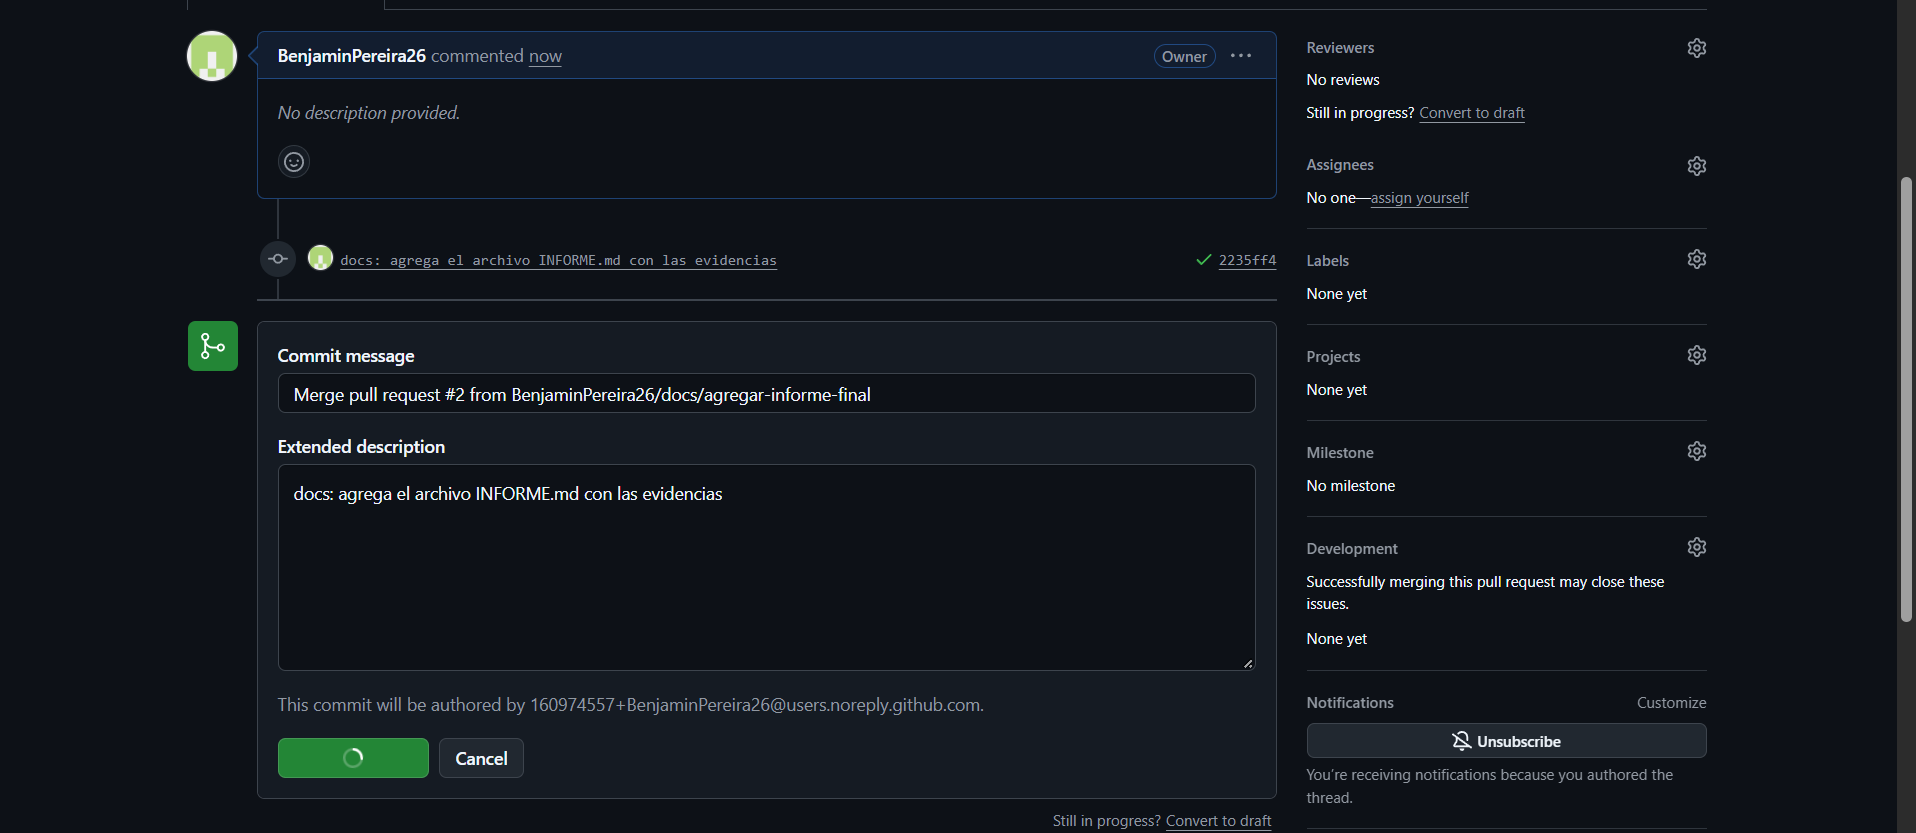 BenjaminPereira26 commented now
Owner
No description provided.
docs: agrega el archivo INFORME.md con las evidencias
2235ff4
Commit message
Merge pull request #2 from BenjaminPereira26/docs/agregar-informe-final
Extended description
docs: agrega el archivo INFORME.md con las evidencias
This commit will be authored by 160974557+BenjaminPereira26@users.noreply.github.com.
Cancel
Still in progress? Convert to draft
Reviewers
No reviews
Still in progress? Convert to draft
Assignees
No one—assign yourself
Labels
None yet
Projects
None yet
Milestone
No milestone
Development
Successfully merging this pull request may close these
issues.
None yet
Notifications
Customize
Unsubscribe
You're receiving notifications because you authored the
thread.